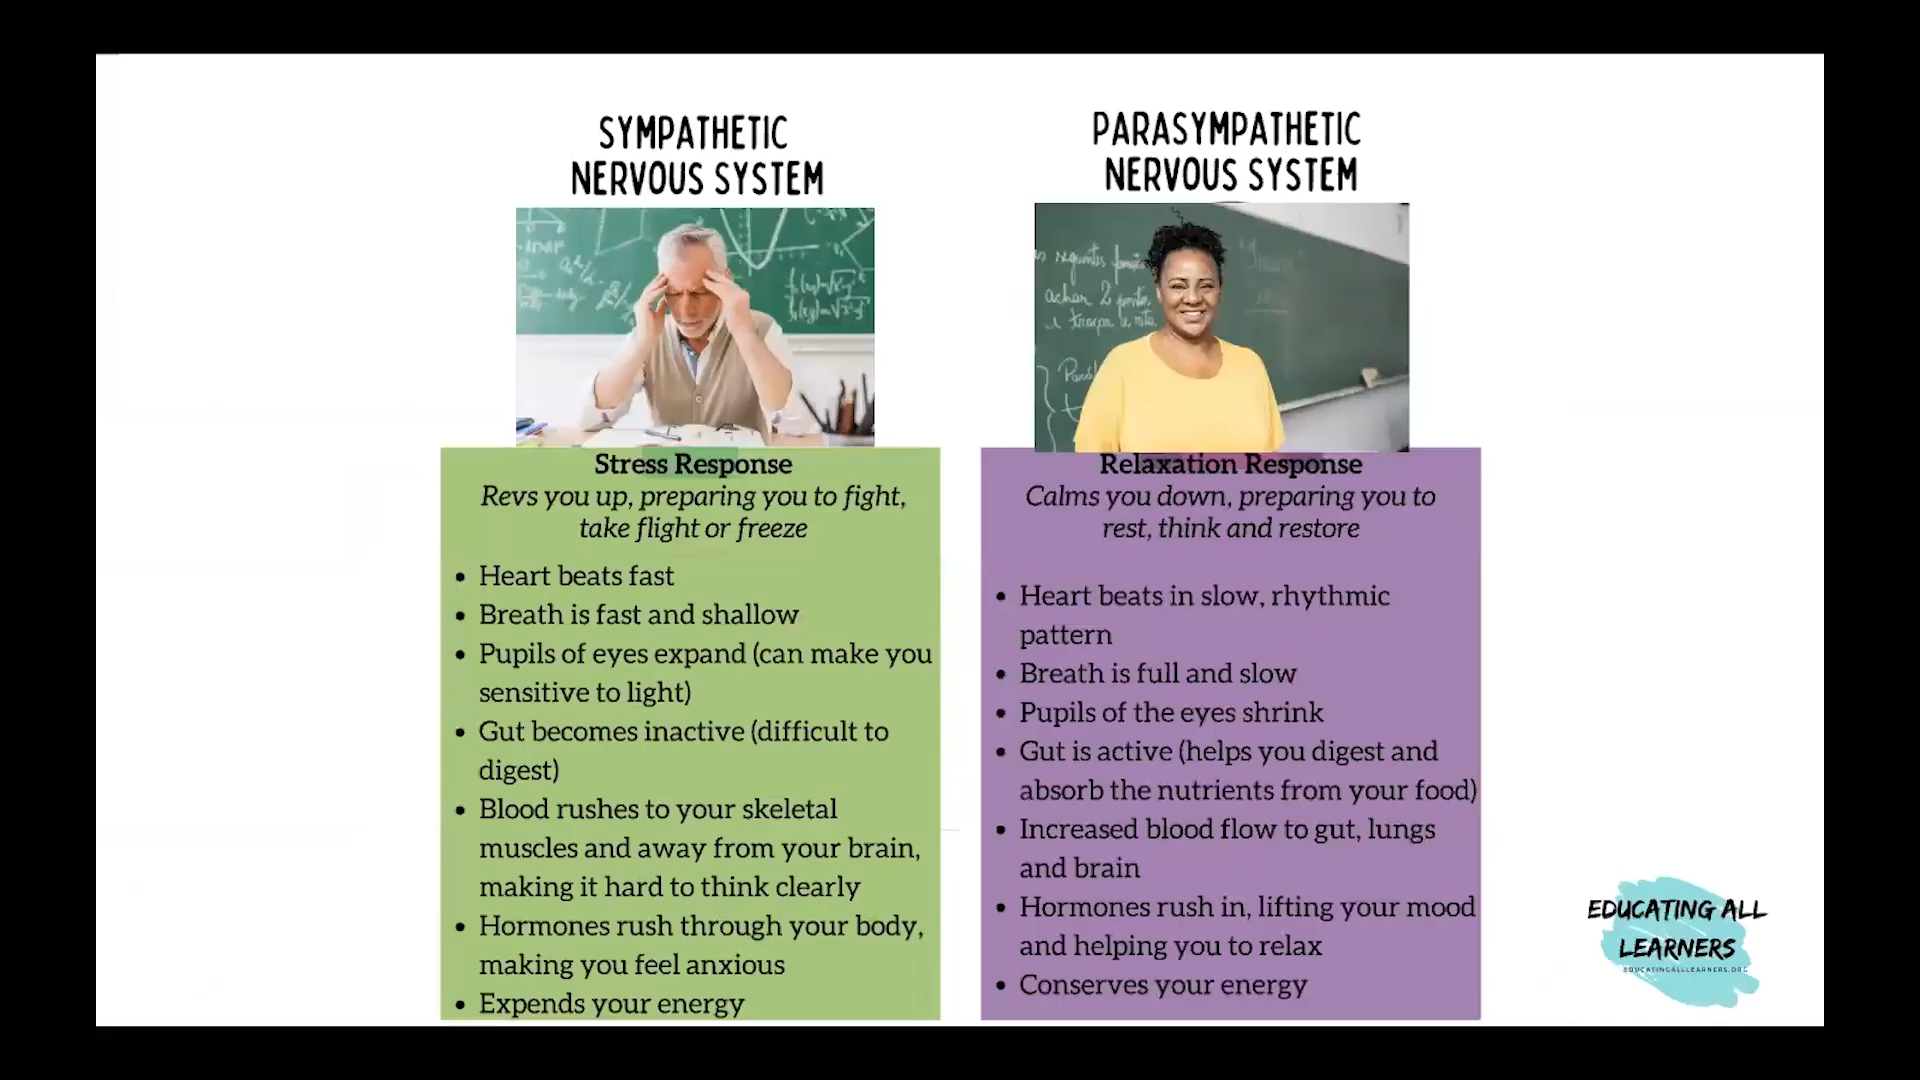 SYMPATHETIC
NERVOUS SYSTEM
Stress Response
Revs you up, preparing you to fight,
take flight or freeze
• Heart beats fast
• Breath is fast and shallow
• Pupils of eyes expand (can make you
sensitive to light)
• Gut becomes inactive (difficult to
digest)
• Blood rushes to your skeletal
muscles and away from your brain,
making it hard to think clearly
• Hormones rush through your body,
making you feel anxious
• Expends your energy
PARASYMPATHETIC
NERVOUS SYSTEM
as seguintes
achar 2 pontos
Relaxation Response
Calms you down, preparing you to
rest, think and restore
• Heart beats in slow, rhythmic
pattern
• Breath is full and slow
• Pupils of the eyes shrink
• Gut is active (helps you digest and
absorb the nutrients from your food)
• Increased blood flow to gut, lungs
and brain
• Hormones rush in, lifting your mood
and helping you to relax
• Conserves your energy
EDUCATING ALL
LEARNERS
EDUCATINGALLLEARNERS.ORG